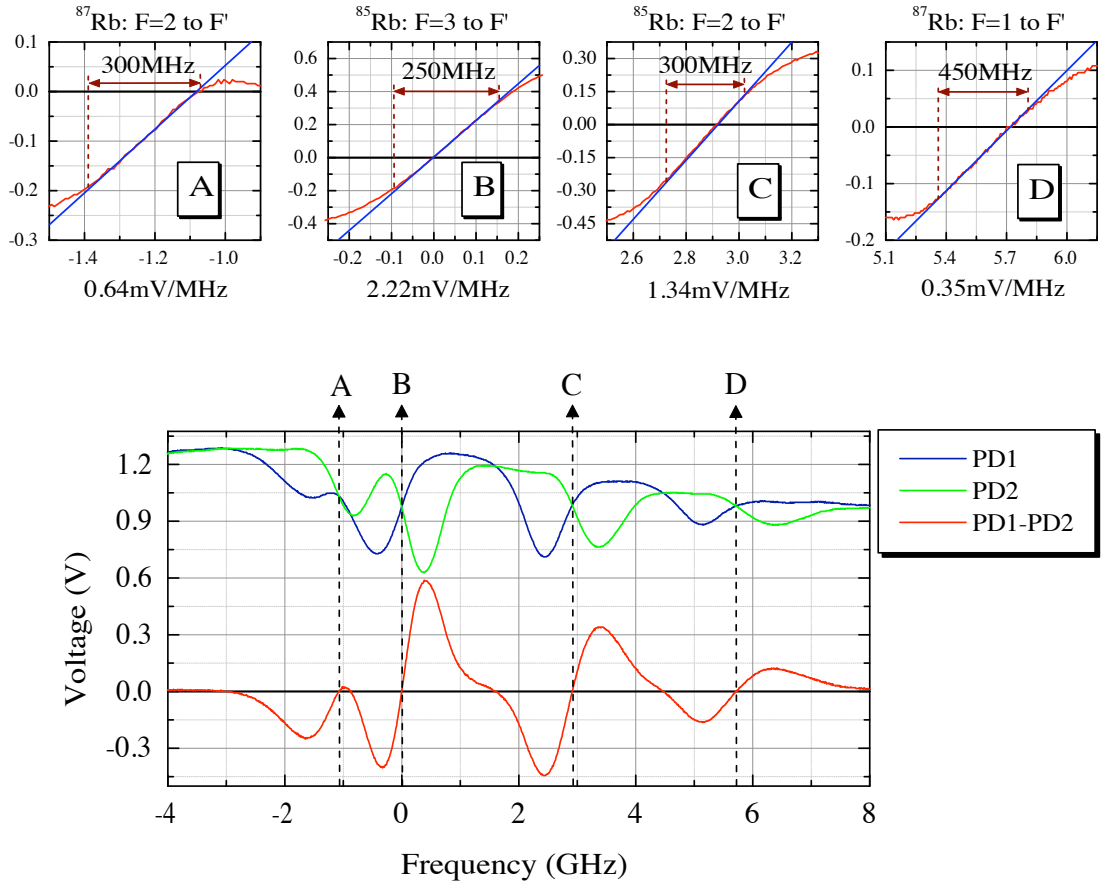 ⁸⁷Rb: F=2 to F'
⁸⁵Rb: F=3 to F'
⁸⁵Rb: F=2 to F'
⁸⁷Rb: F=1 to F'
0.1
0.0
-0.1
-0.2
-0.3
300MHz
A
-1.4
-1.2
-1.0
0.64mV/MHz
0.6
0.4
0.2
0.0
-0.2
-0.4
250MHz
B
-0.2
-0.1
0.0
0.1
0.2
2.22mV/MHz
0.30
0.15
0.00
-0.15
-0.30
-0.45
300MHz
C
2.6
2.8
3.0
3.2
1.34mV/MHz
0.1
0.0
-0.1
-0.2
450MHz
D
5.1
5.4
5.7
6.0
0.35mV/MHz
A
B
C
D
1.2
0.9
0.6
0.3
0.0
-0.3
Voltage (V)
-4
-2
0
2
4
6
8
Frequency (GHz)
PD1
PD2
PD1-PD2